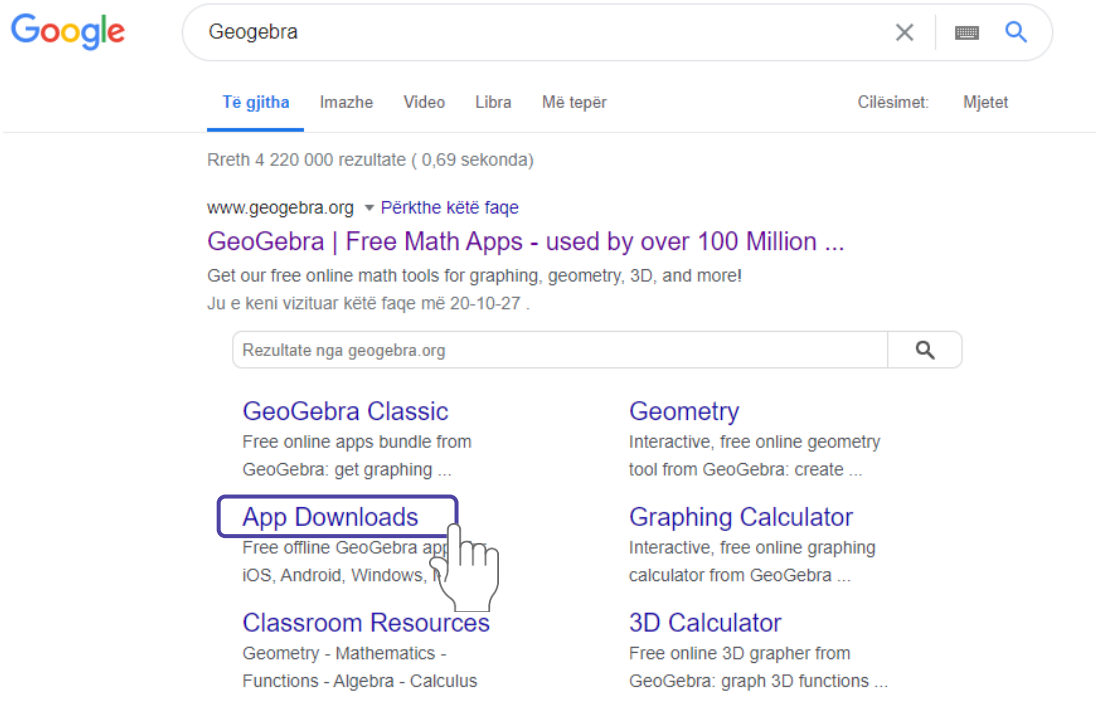 Google
Geogebra
Të gjitha Imazhe Video Libra Më tepër Cilësimet: Mjetet
Rreth 4 220 000 rezultate ( 0,69 sekonda)
www.geogebra.org Përkthe këtë faqe
GeoGebra | Free Math Apps - used by over 100 Million ...
Get our free online math tools for graphing, geometry, 3D, and more!
Ju e keni vizituar këtë faqe më 20-10-27 .
Rezultate nga geogebra.org
GeoGebra Classic
Free online apps bundle from
GeoGebra: get graphing ...
Geometry
Interactive, free online geometry
tool from GeoGebra: create ...
App Downloads
Free offline GeoGebra
iOS, Android, Windows,
Graphing Calculator
Interactive, free online graphing
calculator from GeoGebra ...
Classroom Resources
Geometry - Mathematics -
Functions - Algebra - Calculus
3D Calculator
Free online 3D grapher from
GeoGebra: graph 3D functions ...